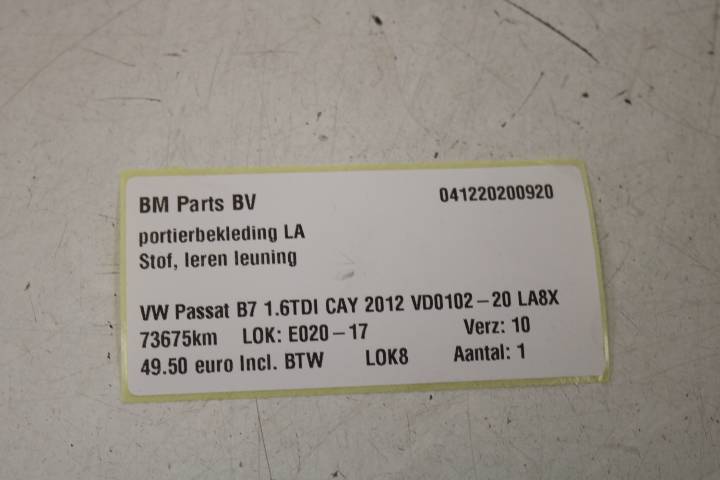 BM Parts BV 041220200920
portierbekleding LA
Stof, leren leuning
VW Passat B7 1.6TDI CAY 2012 VD0102-20 LA8X
73675km LOK: E020-17 Verz: 10
49.50 euro Incl. BTW LOK8 Aantal: 1